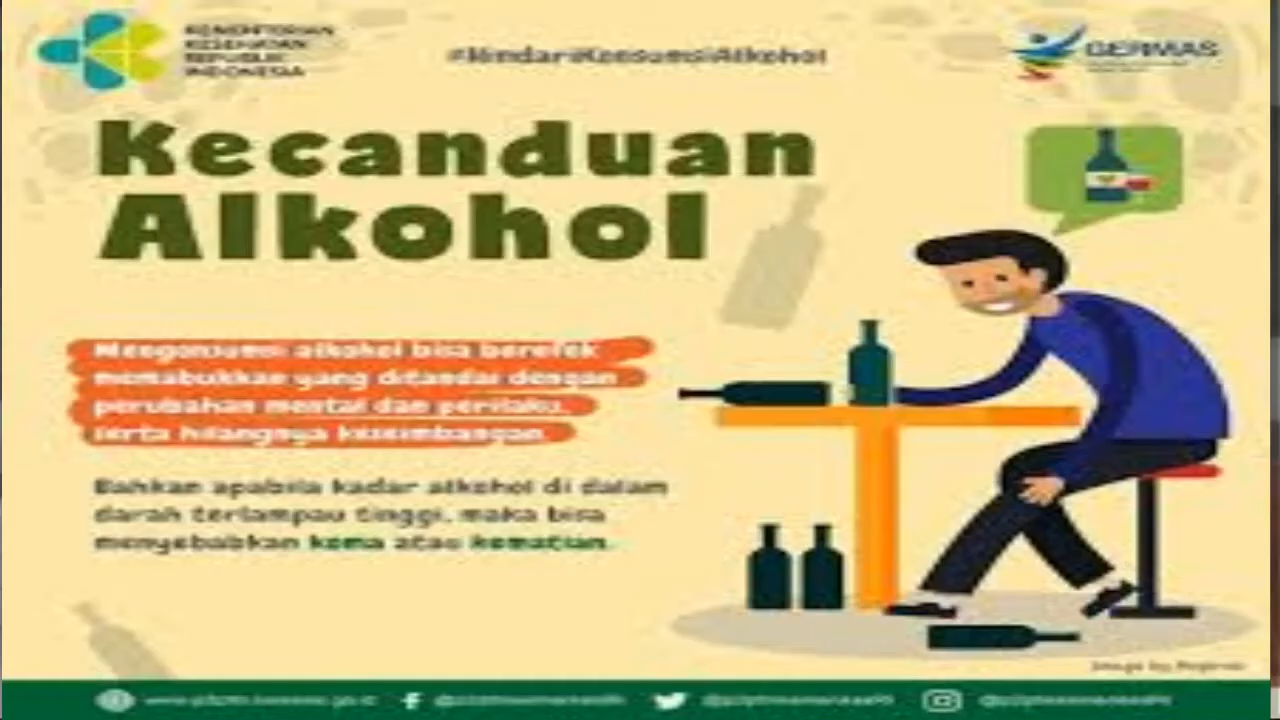 KEMENTERIAN
KESEHATAN
REPUBLIK
INDONESIA
#HindariKonsumsiAlkohol
GERMAS
Kecanduan
Alkohol
Mengonsumsi alkohol bisa berefek
memabukkan yang ditandai dengan
perubahan mental dan perilaku,
serta hilangnya keseimbangan.
Bahkan apabila kadar alkohol di dalam
darah terlampau tinggi, maka bisa
menyebabkan koma atau kematian.
Image by